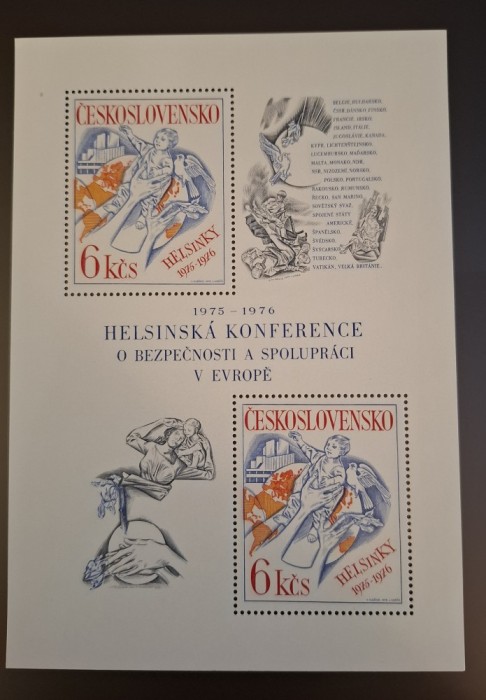 ČESKOSLOVENSKO
6 kčs
HELSINKY
1975-1976
BELGIE, BULHARSKO,
ČSSR, DÁNSKO, FINSKO,
FRANCIE, IRSKO,
ISLAND, ITÁLIE,
JUGOSLÁVIE, KANADA,
KYPR, LICHTENŠTEJNSKO,
LUCEMBURSKO, MAĎARSKO,
MALTA, MONAKO, NDR,
NSR, NIZOZEMÍ, NORSKO,
POLSKO, PORTUGALSKO,
RAKOUSKO, RUMUNSKO,
ŘECKO, SAN MARINO,
SOVĚTSKÝ SVAZ,
SPOJENÉ STÁTY
AMERICKÉ,
ŠPANĚLSKO,
ŠVÉDSKO,
ŠVÝCARSKO,
TURECKO,
VATIKÁN, VELKÁ BRITÁNIE.
1975 - 1976
HELSINSKÁ KONFERENCE
O BEZPEČNOSTI A SPOLUPRÁCI
V EVROPĚ
ČESKOSLOVENSKO
6 kčs
HELSINKY
1975-1976